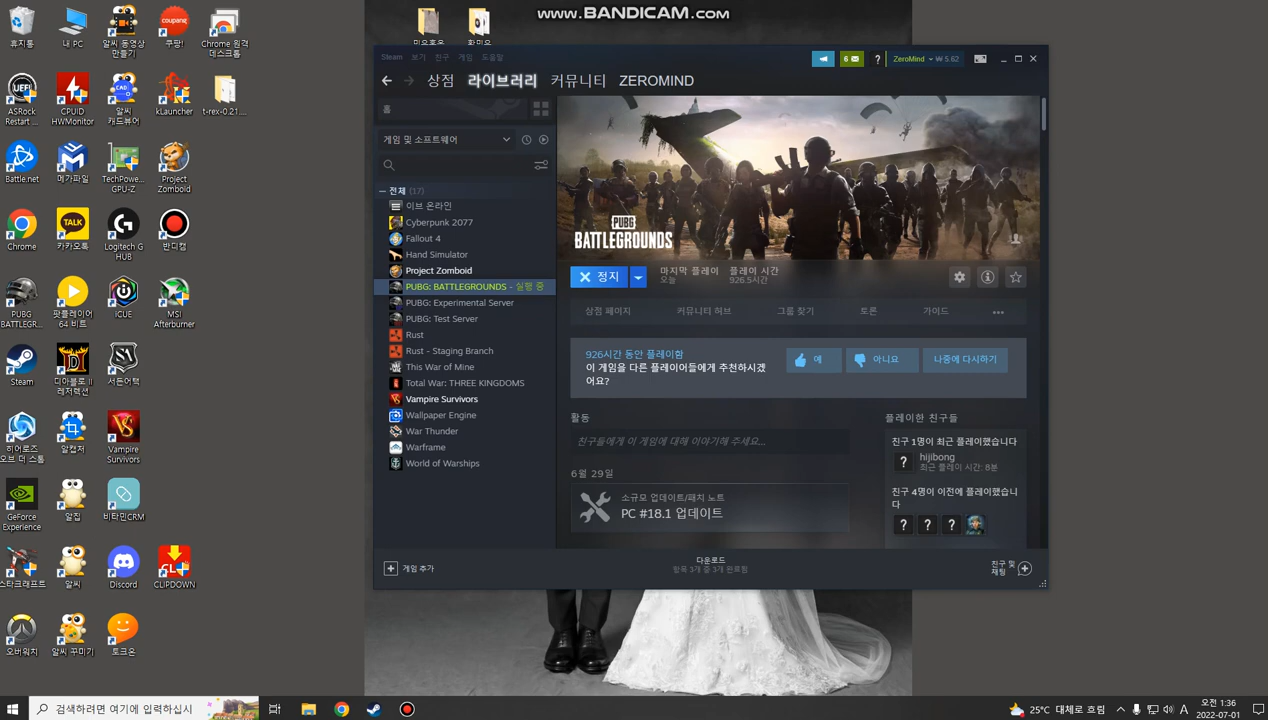 www.BANDICAM.com
휴지통
내 PC
알씨 동영상 만들기
쿠팡!
Chrome 원격 데스크톱
ASRock Restart ...
CPUID HWMonitor
알씨 캐드뷰어
kLauncher
t-rex-0.21....
Battle.net
메가파일
TechPowe... GPU-Z
Project Zomboid
Chrome
카카오톡
Logitech G HUB
반디캠
PUBG BATTLEGR...
팟플레이어 64 비트
iCUE
MSI Afterburner
Steam
디아블로 II 레저렉션
서든어택
히어로즈 오브 더 스톰
알캡처
Vampire Survivors
GeForce Experience
알집
비타민CRM
스타크래프트
알씨
Discord
CLIPDOWN
오버워치
알씨 꾸미기
토크온
Steam 보기 친구 게임 도움말
6
?
ZeroMind ₩ 5.62
상점 라이브러리 커뮤니티 ZEROMIND
홈
게임 및 소프트웨어
전체 (17)
이브 온라인
Cyberpunk 2077
Fallout 4
Hand Simulator
Project Zomboid
PUBG: BATTLEGROUNDS - 실행 중
PUBG: Experimental Server
PUBG: Test Server
Rust
Rust - Staging Branch
This War of Mine
Total War: THREE KINGDOMS
Vampire Survivors
Wallpaper Engine
War Thunder
Warframe
World of Warships
PUBG
BATTLEGROUNDS
정지
마지막 플레이
오늘
플레이 시간
926.5시간
상점 페이지 커뮤니티 허브 그룹 찾기 토론 가이드 •••
926시간 동안 플레이함
이 게임을 다른 플레이어들에게 추천하시겠
어요?
예
아니요
나중에 다시하기
활동
친구들에게 이 게임에 대해 이야기해 주세요...
6월 29일
소규모 업데이트/패치 노트
PC #18.1 업데이트
플레이한 친구들
친구 1명이 최근 플레이했습니다
?
hijibong
최근 플레이 시간: 8분
친구 4명이 이전에 플레이했습니
다
? ? ?
게임 추가
다운로드
항목 3개 중 3개 완료됨
친구 및
채팅
검색하려면 여기에 입력하십시
25°C 대체로 흐림
A
오전 1:36
2022-07-01